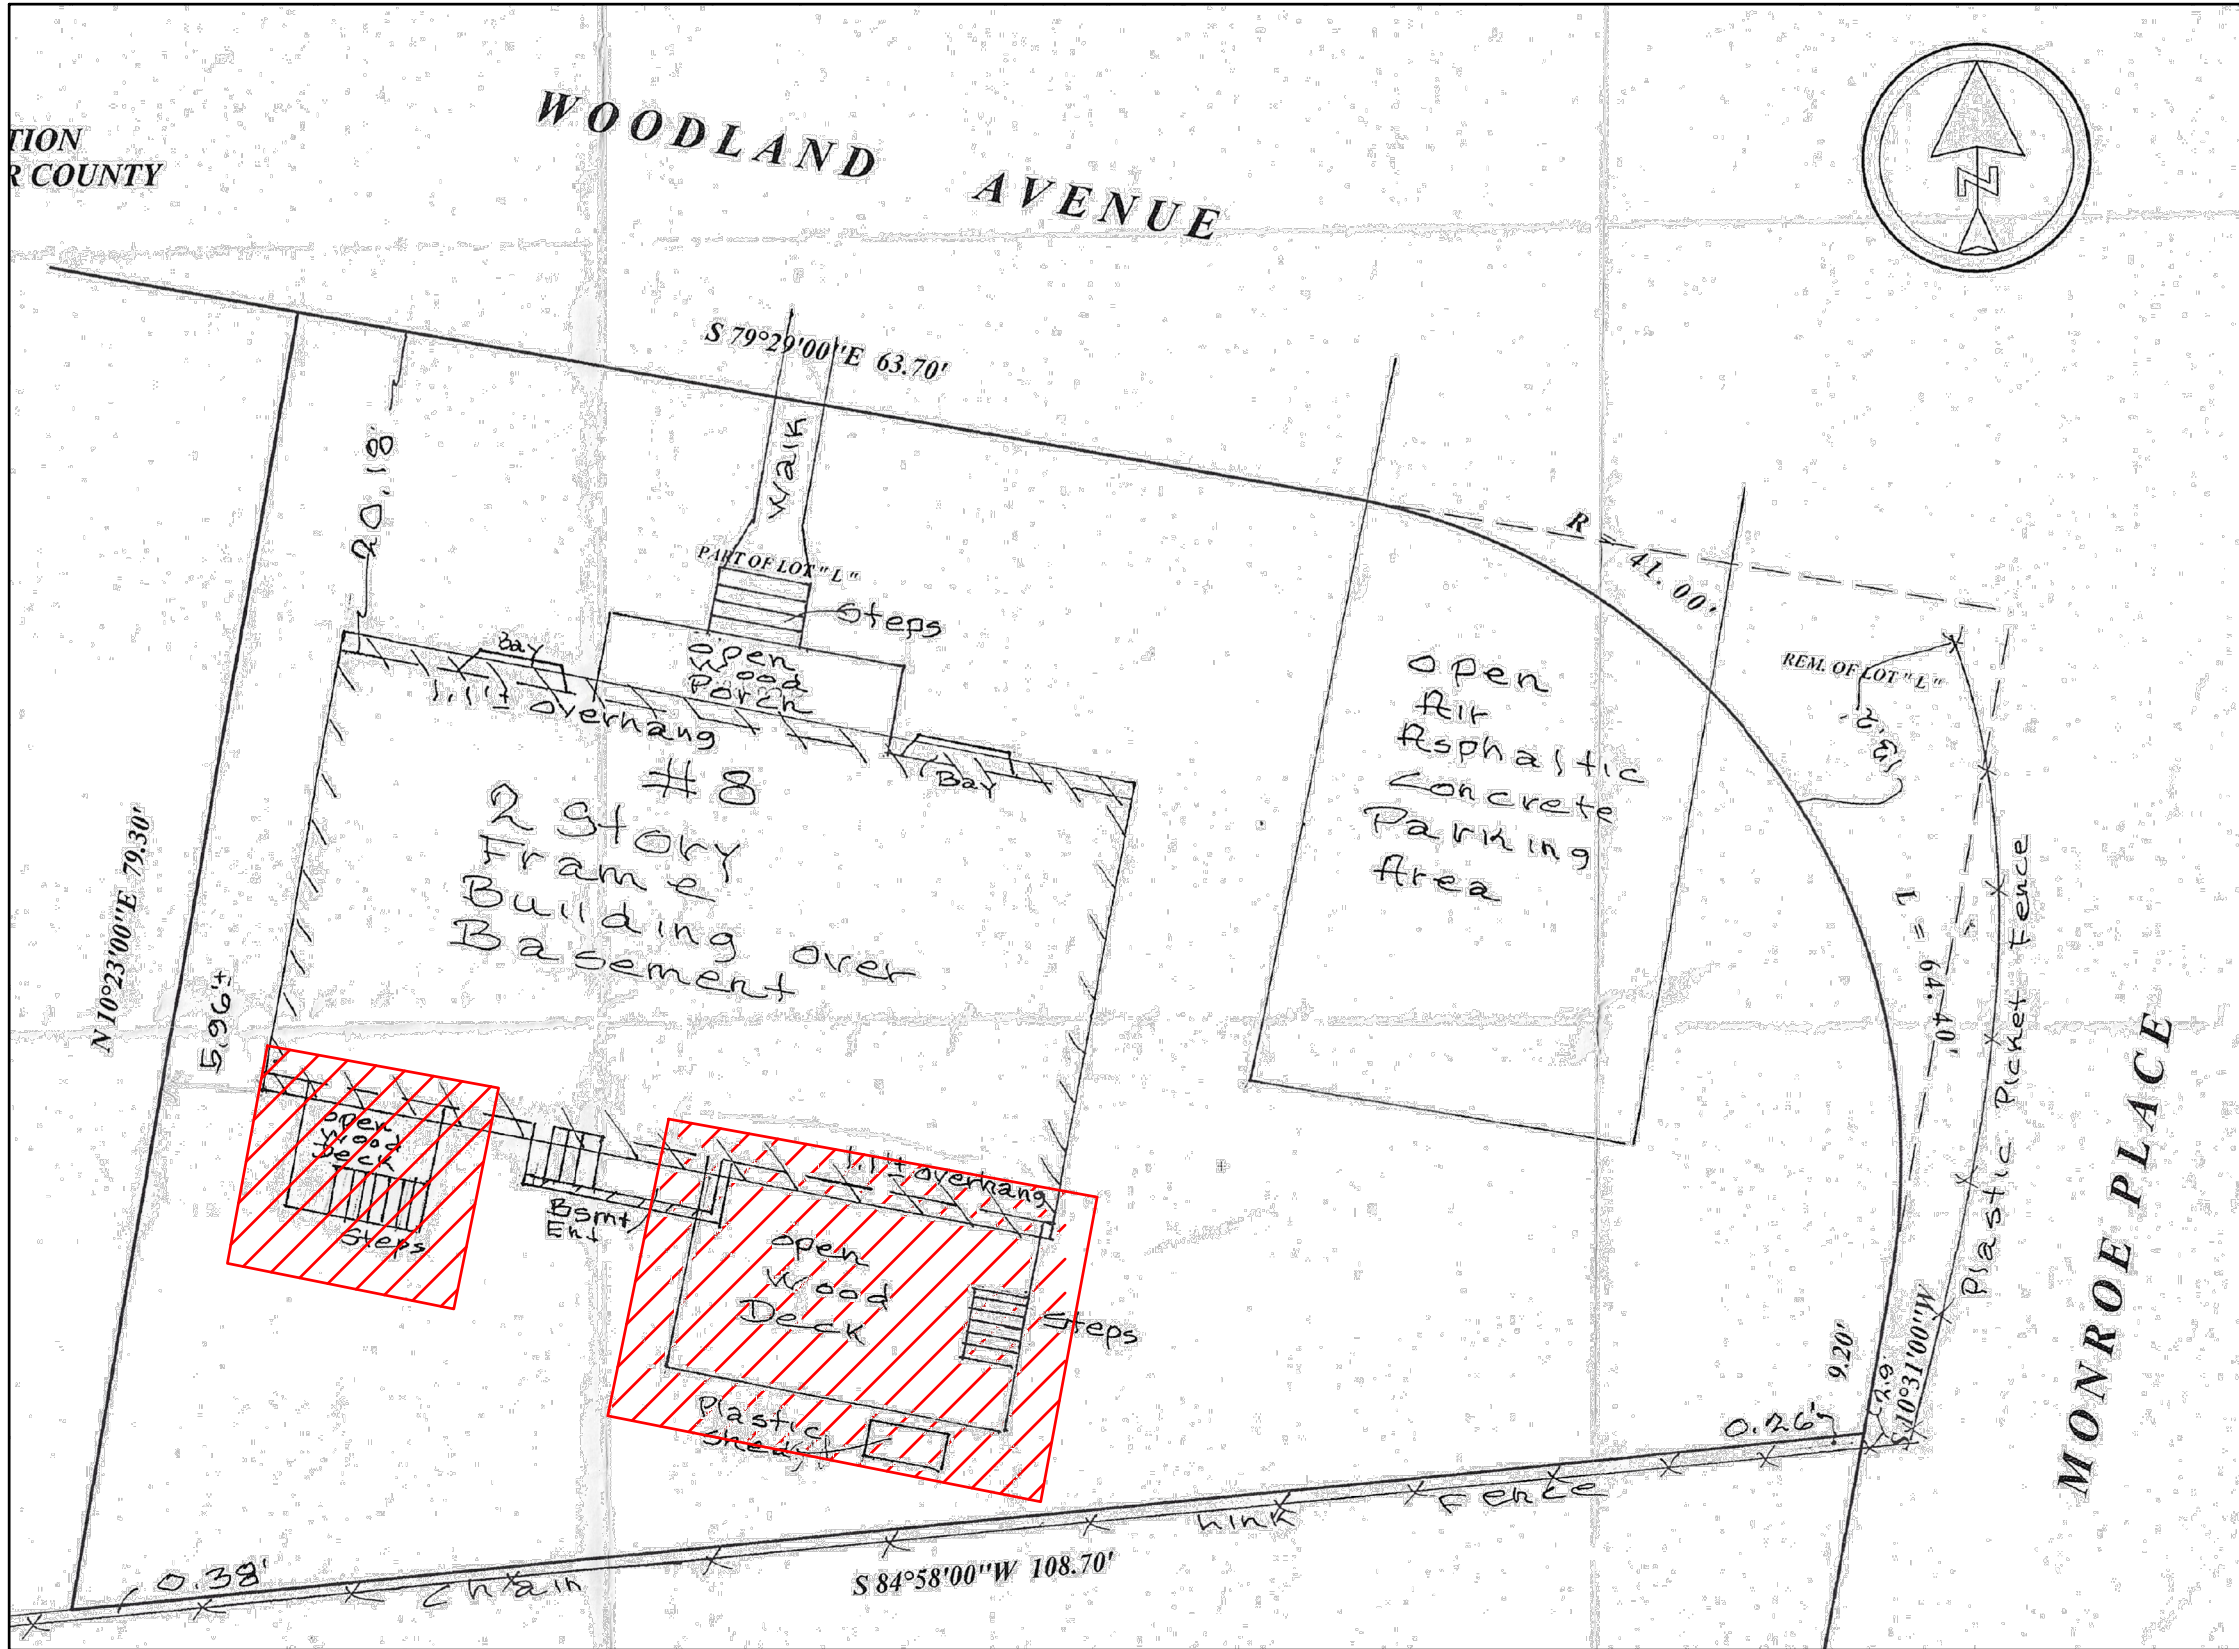 WOODLAND AVENUE
TION
R COUNTY
N
S 79°29'00"E 63.70'
20.18'
Walk
PART OF LOT "L"
Steps
R = 41.00'
Open
Wood
Porch
Bay
1.1'± Overhang
Bay
REM. OF LOT "L"
# 8
2 Story
Frame
Building over
Basement
Open
Air
Asphaltic
Concrete
Parking
Area
N 10°23'00"E 79.30'
5.96'±
L = 64.40'
Plastic Picket Fence
MONROE PLACE
Open
Wood
Deck
Steps
Bsmt
Ent
1.1'± Overhang
Open
Wood
Deck
Steps
Plastic
Shed
9.20'
S 10°31'00"W
0.26'
0.38'
Chain Link Fence
S 84°58'00"W 108.70'